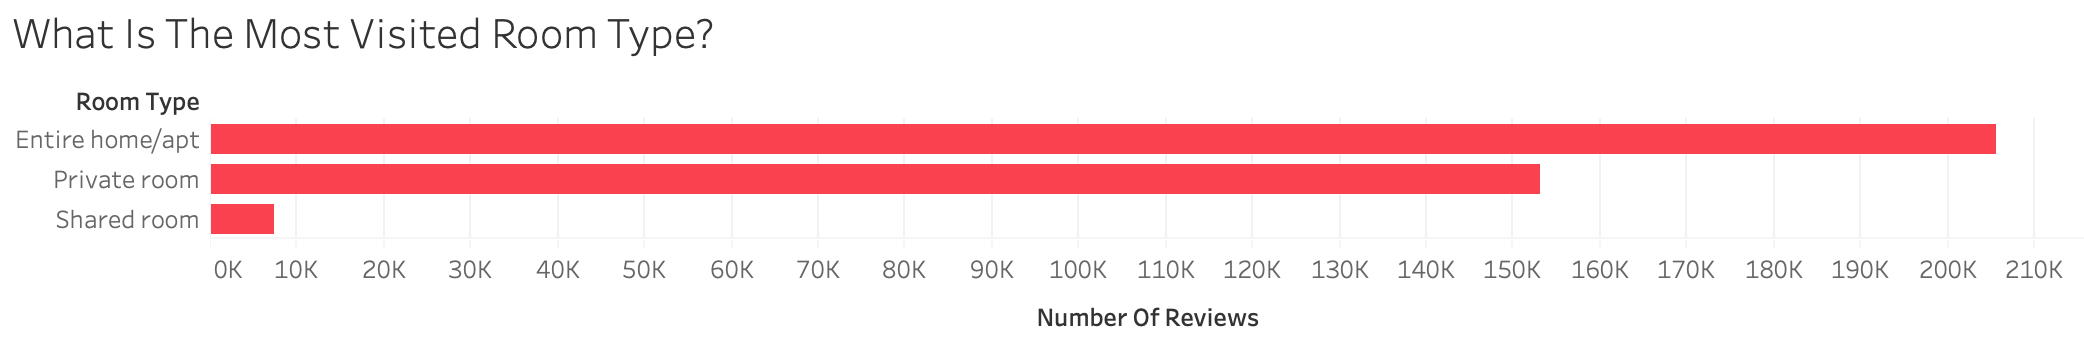 What Is The Most Visited Room Type?
Room Type
Entire home/apt
Private room
Shared room
0K 10K 20K 30K 40K 50K 60K 70K 80K 90K 100K 110K 120K 130K 140K 150K 160K 170K 180K 190K 200K 210K
Number Of Reviews